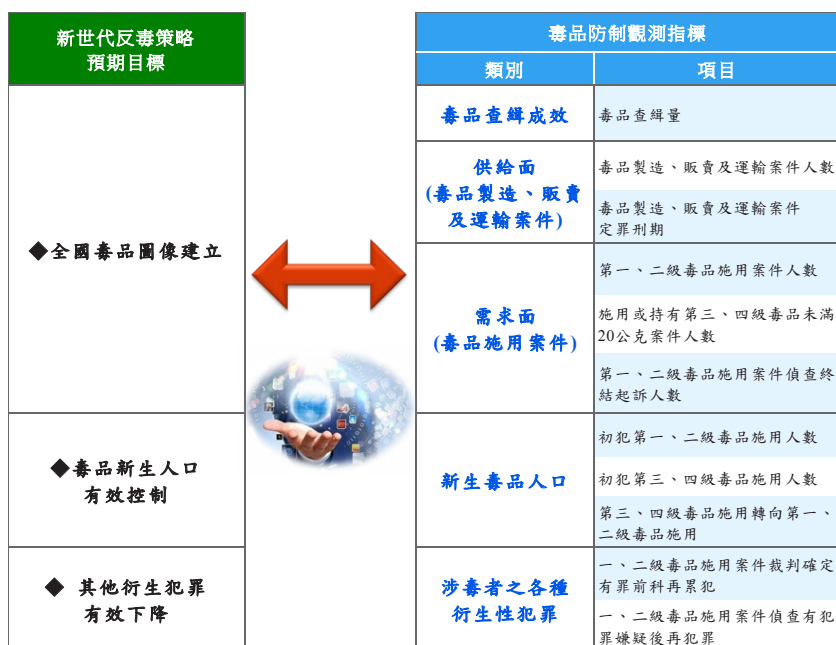 新世代反毒策略
預期目標
◆全國毒品圖像建立
◆毒品新生人口
有效控制
◆ 其他衍生犯罪
有效下降
毒品防制觀測指標
類別
項目
毒品查緝成效
毒品查緝量
供給面
(毒品製造、販賣
及運輸案件)
毒品製造、販賣及運輸案件人數
毒品製造、販賣及運輸案件
定罪刑期
需求面
(毒品施用案件)
第一、二級毒品施用案件人數
施用或持有第三、四級毒品未滿
20公克案件人數
第一、二級毒品施用案件偵查終
結起訴人數
新生毒品人口
初犯第一、二級毒品施用人數
初犯第三、四級毒品施用人數
第三、四級毒品施用轉向第一、
二級毒品施用
涉毒者之各種
衍生性犯罪
一、二級毒品施用案件裁判確定
有罪前科再累犯
一、二級毒品施用案件偵查有犯
罪嫌疑後再犯罪